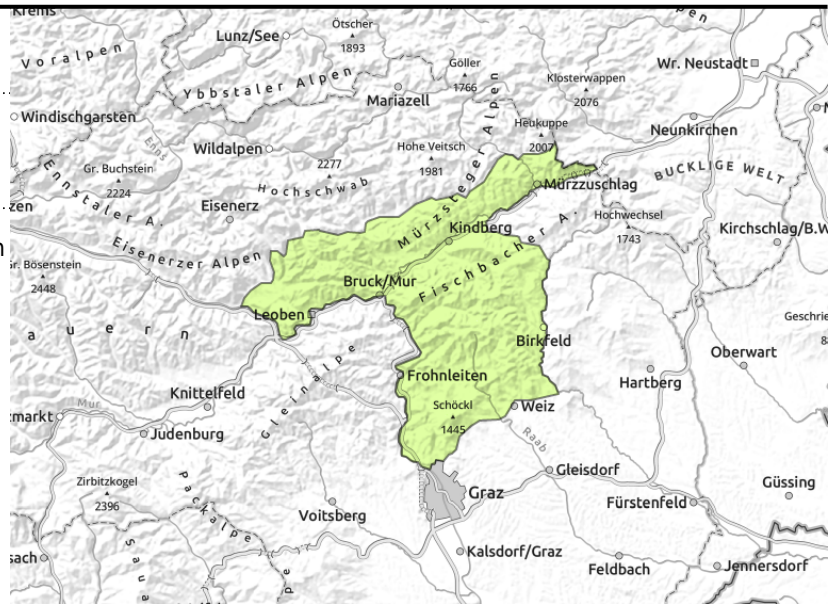 Krems
Ötscher
1893
Lunz/See
Voralpen
Göller
1766
Klosterwappen
2076
Wr. Neustadt
Ybbstaler Alpen
Mariazell
Windischgarsten
Enns
Wildalpen
Hohe Veitsch
1981
Heukuppe
2007
Neunkirchen
Gr. Buchstein
2224
2277
Hochschwab
Mürzsteger Alpen
Mürzzuschlag
BUCKLIGE WELT
Ennstaler A.
zen
Eisenerz
Hochwechsel
1743
Kirchschlag/B.W
Kindberg
Eisenerzer Alpen
Fischbacher A.
Gr. Bösenstein
2448
Bruck/Mur
Leoben
auern
Birkfeld
Oberwart
Gleinalpe
Frohnleiten
Hartberg
Knittelfeld
Schöckl
1445
Weiz
Mur
Judenburg
Raab
Zirbitzkogel
2396
Gleisdorf
Güssing
Packalpe
Graz
Fürstenfeld
Voitsberg
Kalsdorf/Graz
Feldbach
Jennersdorf